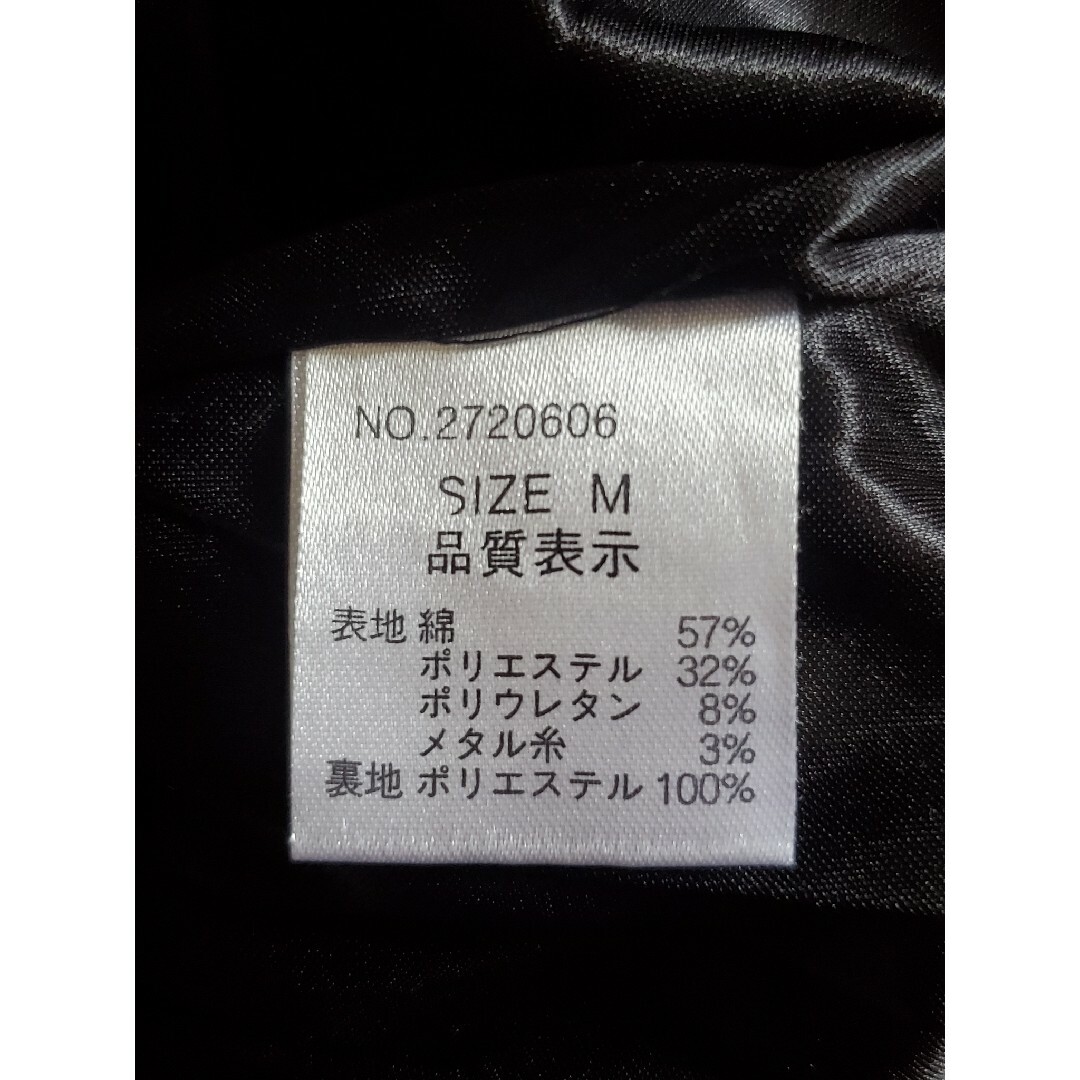 NO.2720606
SIZE M
品質表示
表地 綿 57%
ポリエステル 32%
ポリウレタン 8%
メタル糸 3%
裏地 ポリエステル 100%